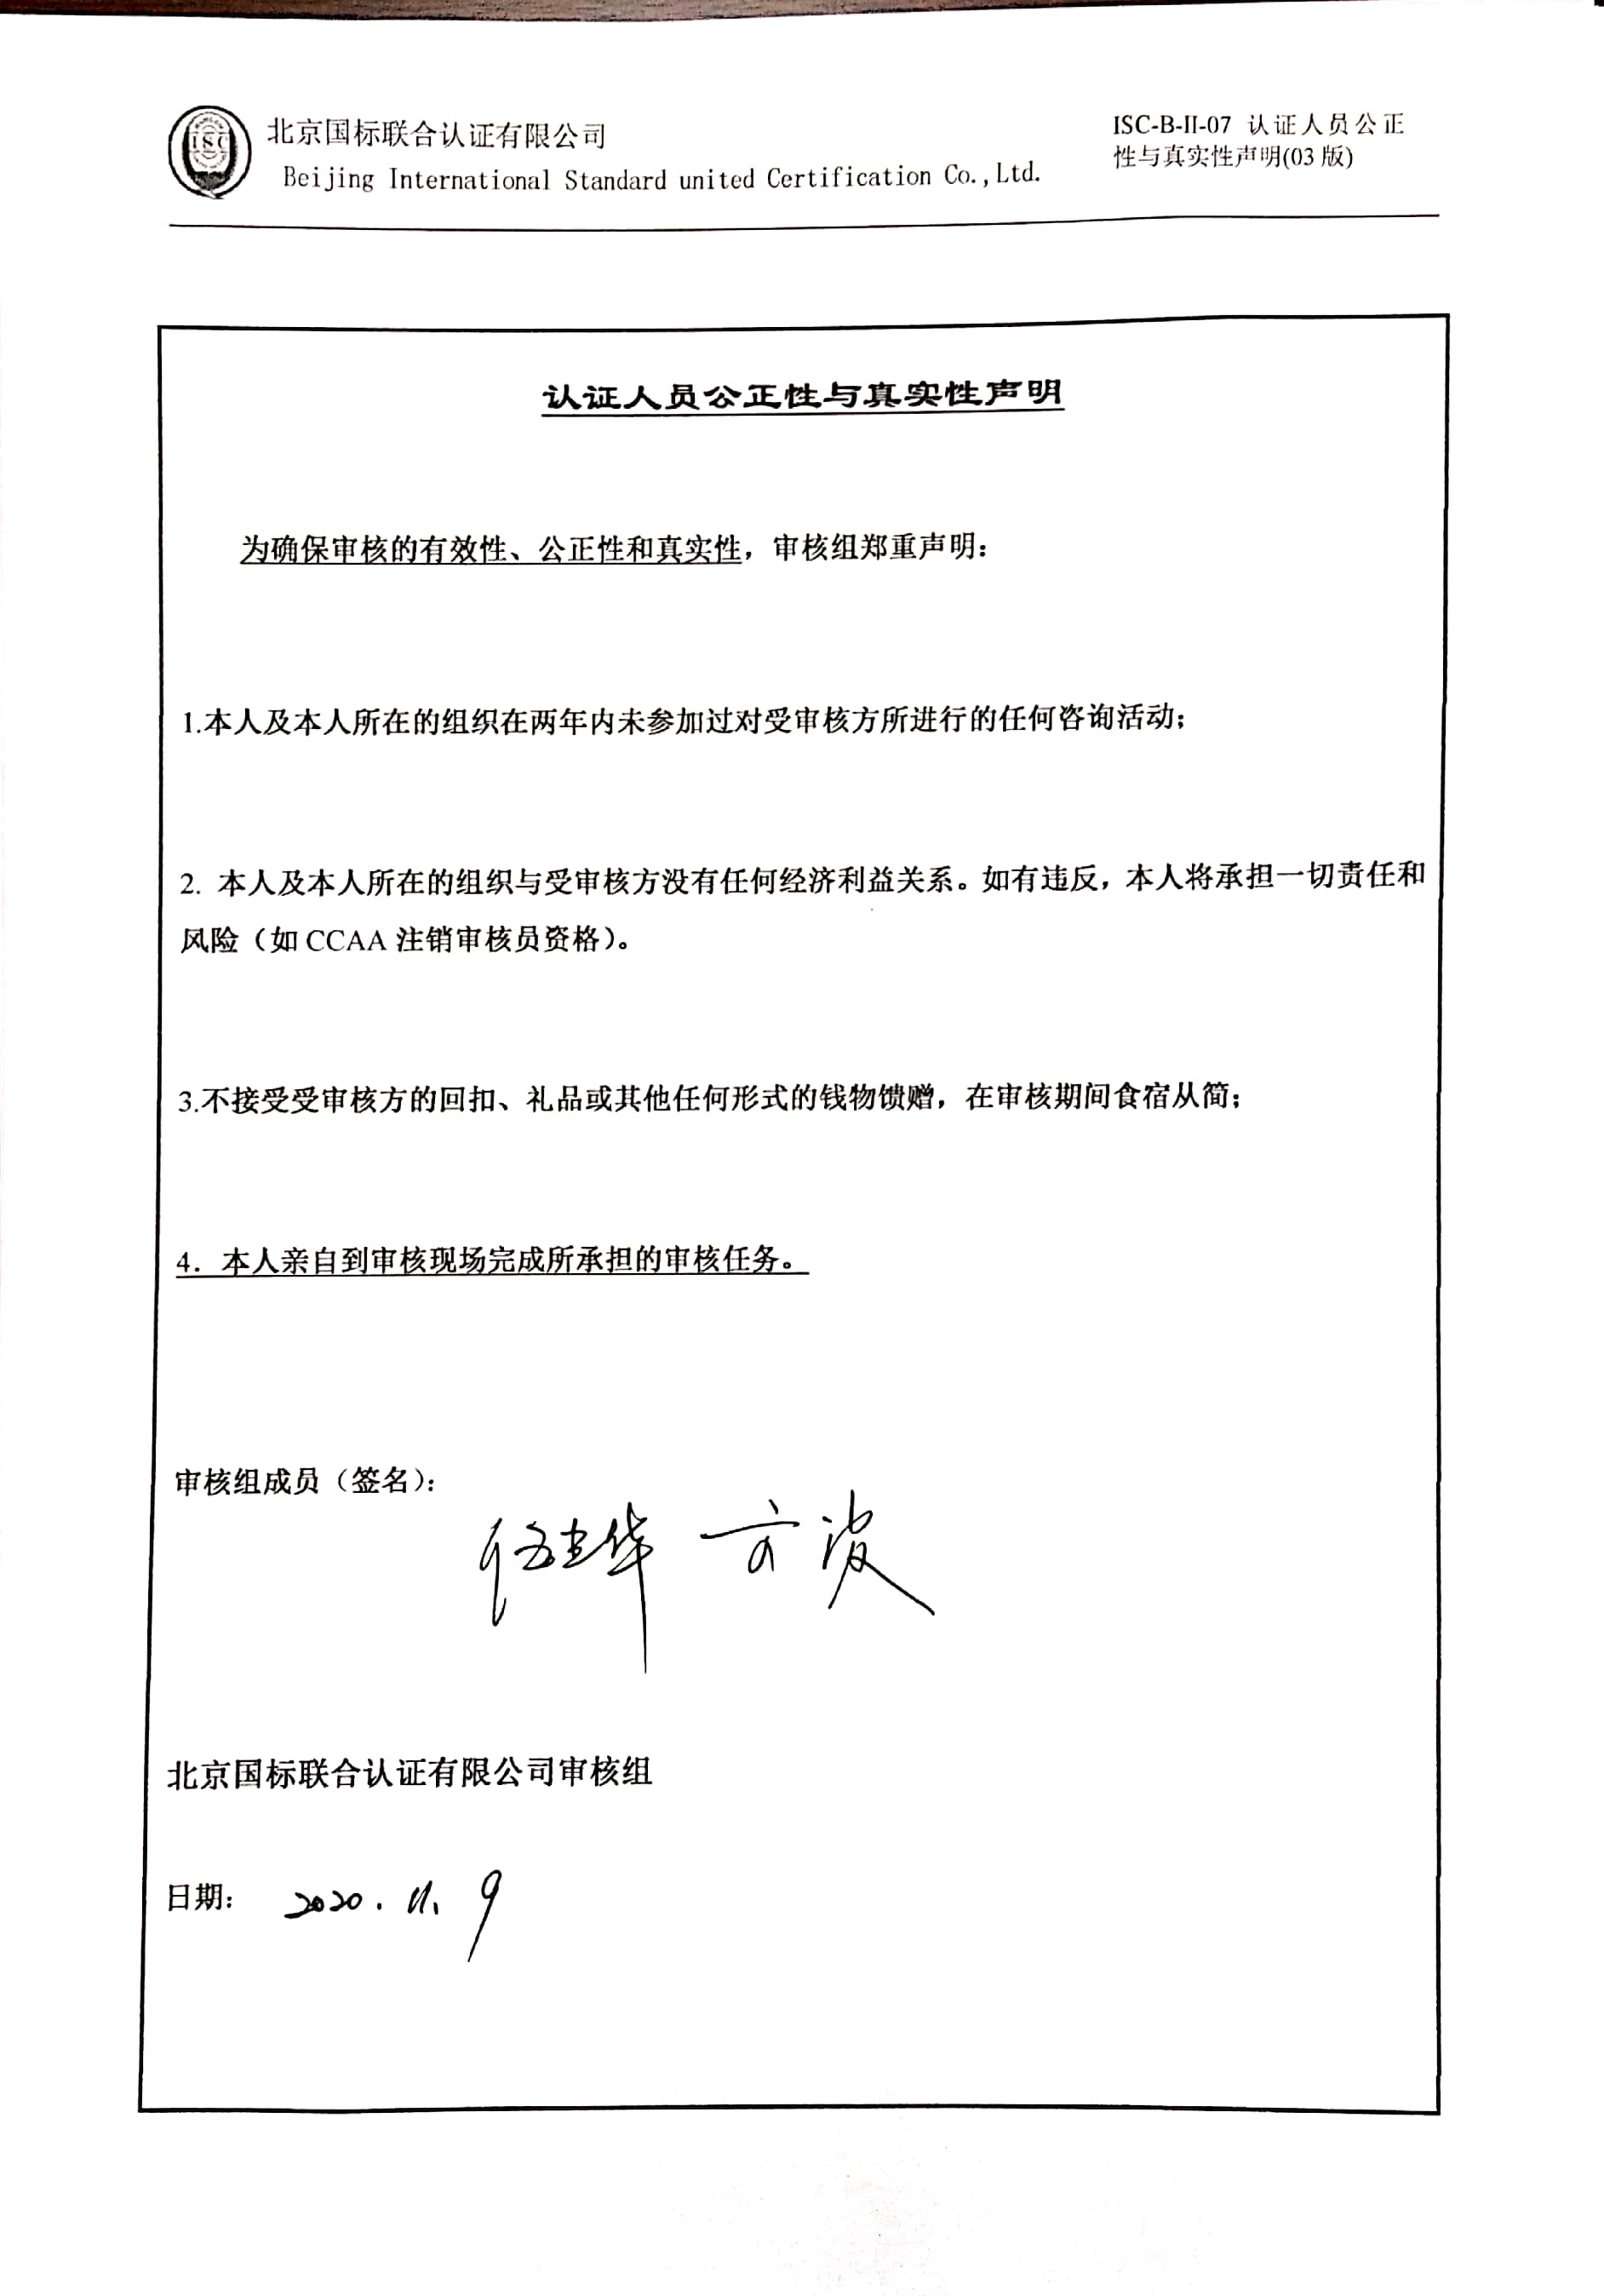 ISC
北京国标联合认证有限公司
Beijing International Standard united Certification Co.,Ltd.
ISC-B-II-07 认证人员公正
性与真实性声明(03 版)
认证人员公正性与真实性声明
为确保审核的有效性、公正性和真实性，审核组郑重声明：
1.本人及本人所在的组织在两年内未参加过对受审核方所进行的任何咨询活动；
2. 本人及本人所在的组织与受审核方没有任何经济利益关系。如有违反，本人将承担一切责任和
风险（如 CCAA 注销审核员资格）。
3.不接受受审核方的回扣、礼品或其他任何形式的钱物馈赠，在审核期间食宿从简；
4. 本人亲自到审核现场完成所承担的审核任务。
审核组成员（签名）：
伍建华 方波
北京国标联合认证有限公司审核组
日期： 2020.11.9